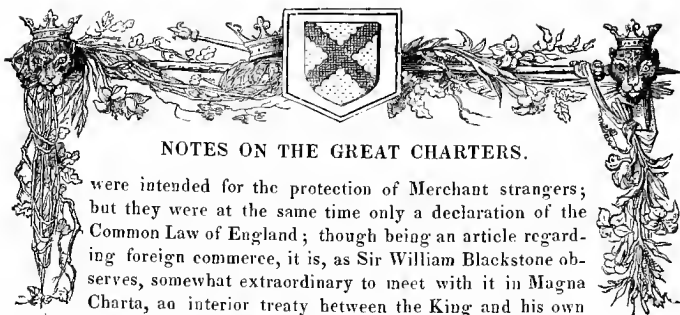 NOTES ON THE GREAT CHARTERS.
were intended for the protection of Merchant strangers;
but they were at the same time only a declaration of the
Common Law of England; though being an article regard-
ing foreign commerce, it is, as Sir William Blackstone ob-
serves, somewhat extraordinary to meet with it in Magna
Charta, an interior treaty between the King and his own